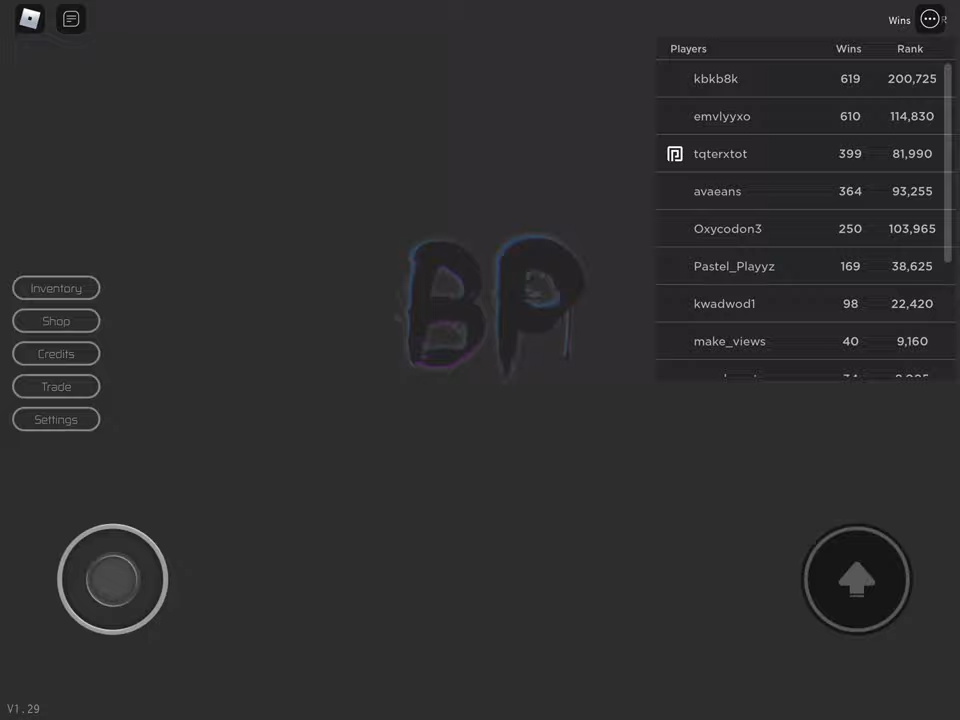 Wins
Players Wins Rank
kbkb8k 619 200,725
emvlyyxo 610 114,830
tqterxtot 399 81,990
avaeans 364 93,255
Oxycodon3 250 103,965
Pastel_Playyz 169 38,625
kwadwod1 98 22,420
make_views 40 9,160
BP
Inventory
Shop
Credits
Trade
Settings
V1.29